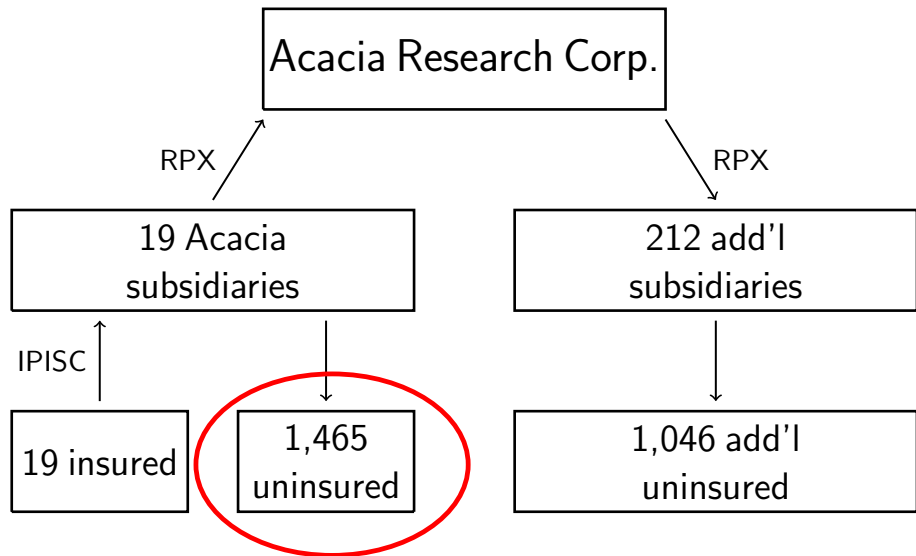 Acacia Research Corp.
RPX
RPX
19 Acacia
subsidiaries
212 add'l
subsidiaries
IPISC
19 insured
1,465
uninsured
1,046 add'l
uninsured